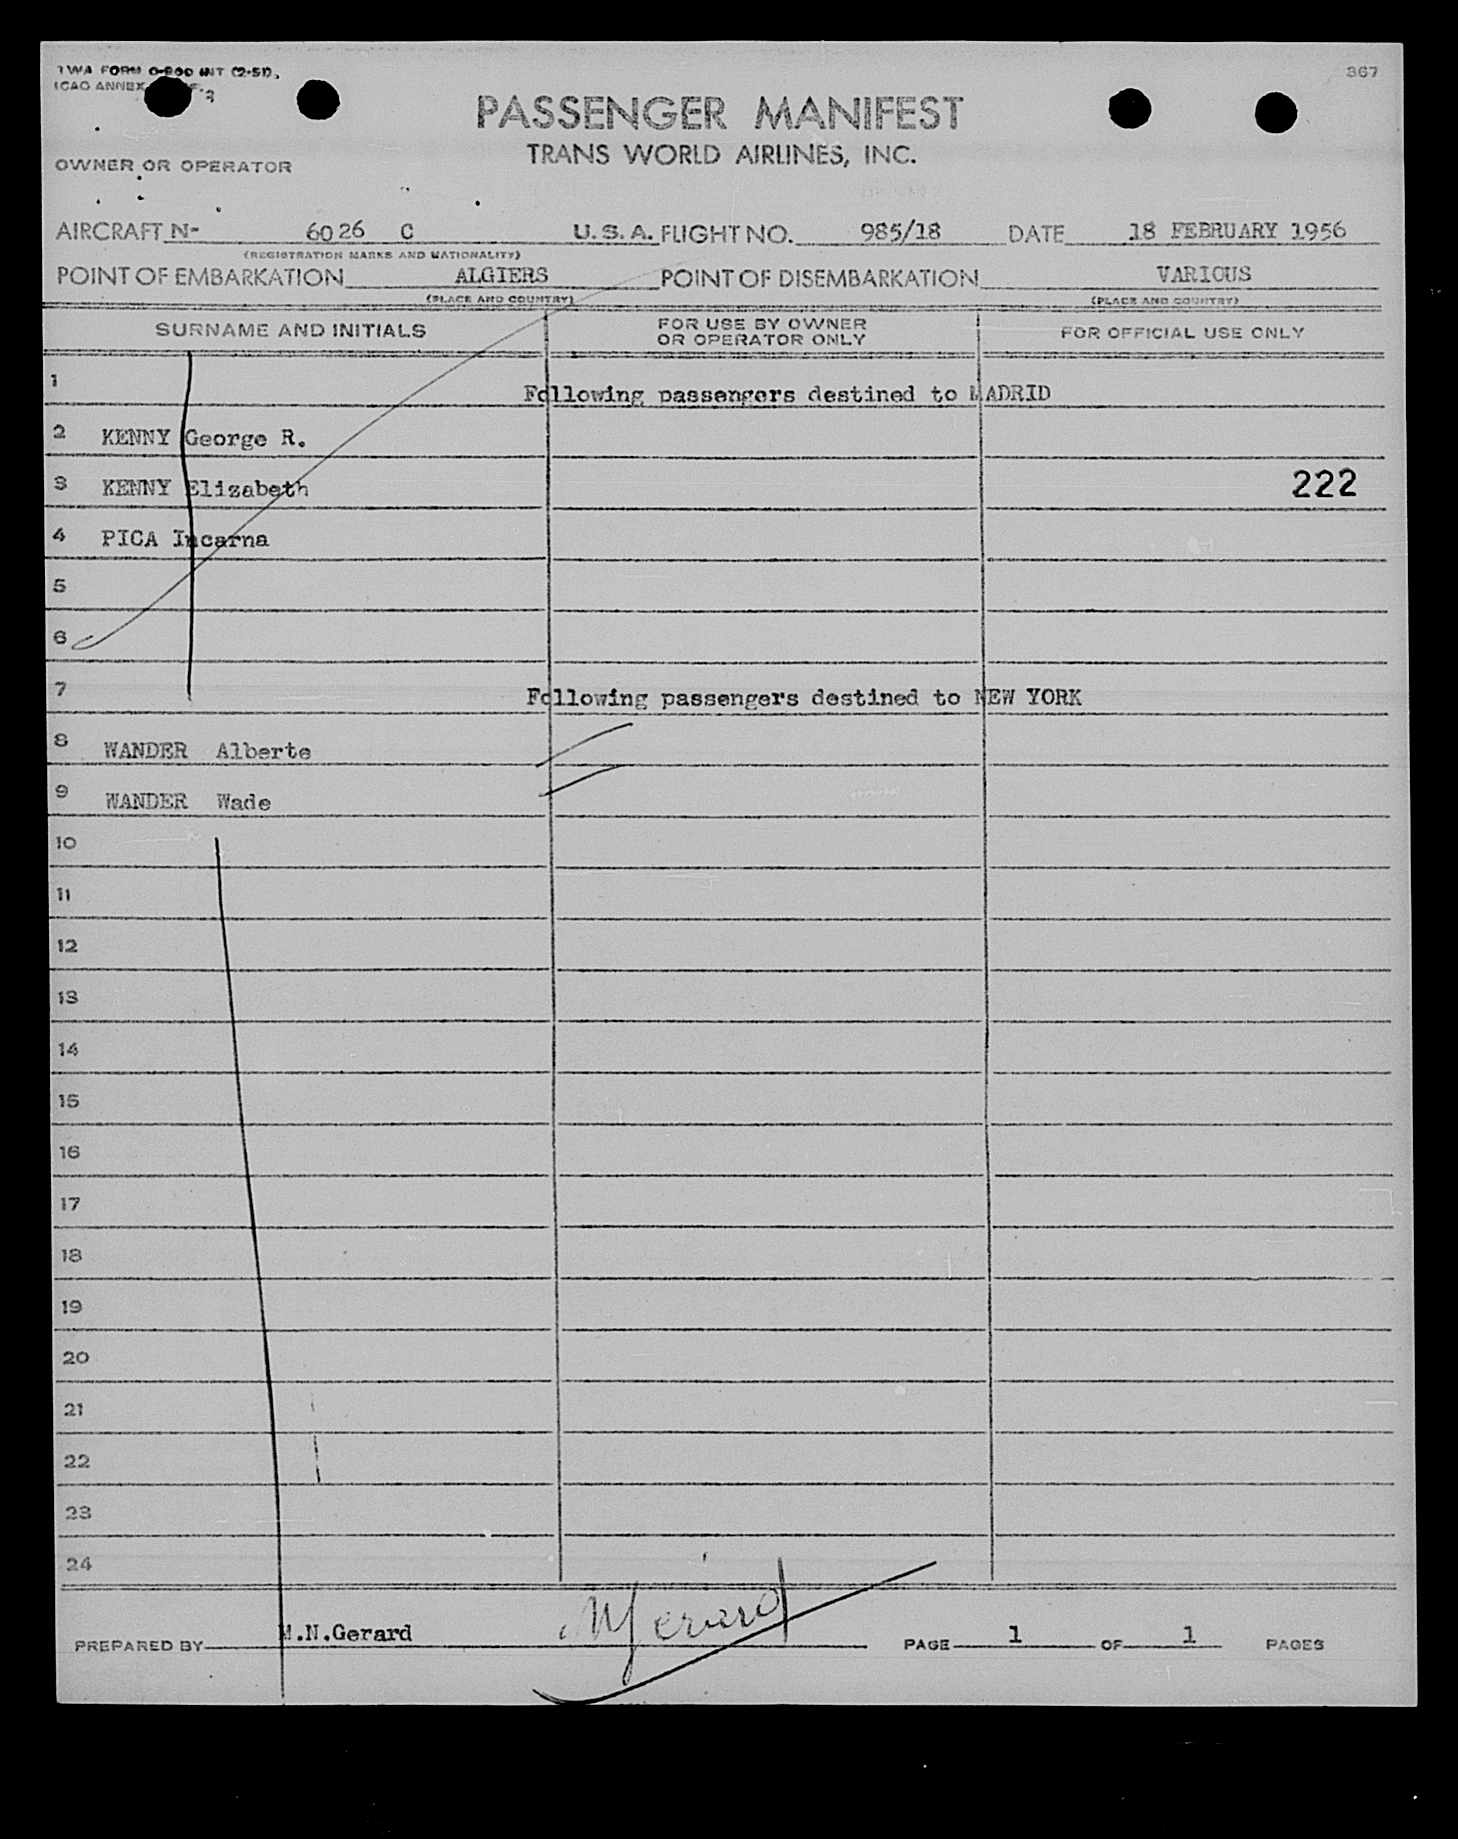 TWA FORM O-200 INT (2-51).
367
ICAO ANNEX
PASSENGER MANIFEST
TRANS WORLD AIRLINES, INC.
OWNER OR OPERATOR
AIRCRAFT N- 6026 C U.S.A. FLIGHT NO. 985/18 DATE 18 FEBRUARY 1956
(REGISTRATION MARKS AND NATIONALITY)
POINT OF EMBARKATION ALGIERS POINT OF DISEMBARKATION VARIOUS
(PLACE AND COUNTRY) (PLACE AND COUNTRY)
SURNAME AND INITIALS FOR USE BY OWNER OR OPERATOR ONLY FOR OFFICIAL USE ONLY
1 Following passengers destined to MADRID
2 KENNY George R.
3 KENNY Elizabeth 222
4 PICA Incarna
5
6
7 Following passengers destined to NEW YORK
8 WANDER Alberte
9 WANDER Wade
10
11
12
13
14
15
16
17
18
19
20
21
22
23
24
PREPARED BY M.N.Gerard MGerard PAGE 1 OF 1 PAGES